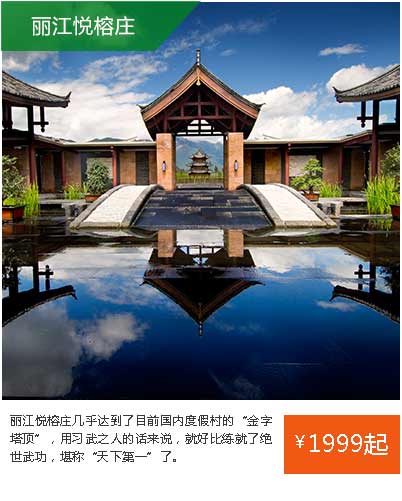 丽江悦榕庄
丽江悦榕庄几乎达到了目前国内度假村的“金字
塔顶”，用习武之人的话来说，就好比练就了绝
世武功，堪称“天下第一”了。
¥1999起